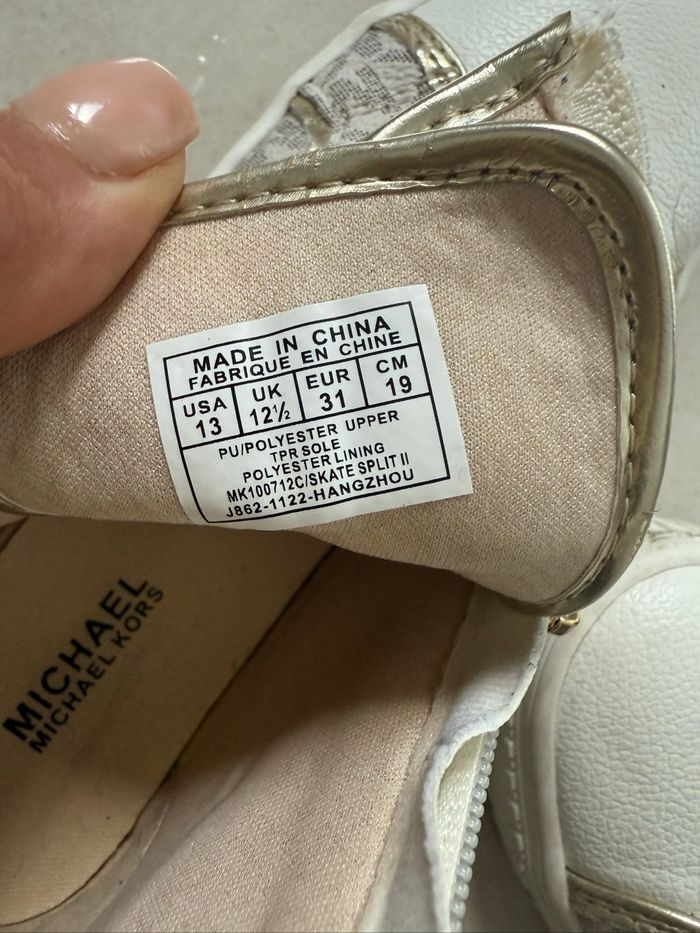 MADE IN CHINA
FABRIQUE EN CHINE
USA UK EUR CM
13 12½ 31 19
PU/POLYESTER UPPER
TPR SOLE
POLYESTER LINING
MK100712C/SKATE SPLIT II
J862-1122-HANGZHOU
MICHAEL
MICHAEL KORS